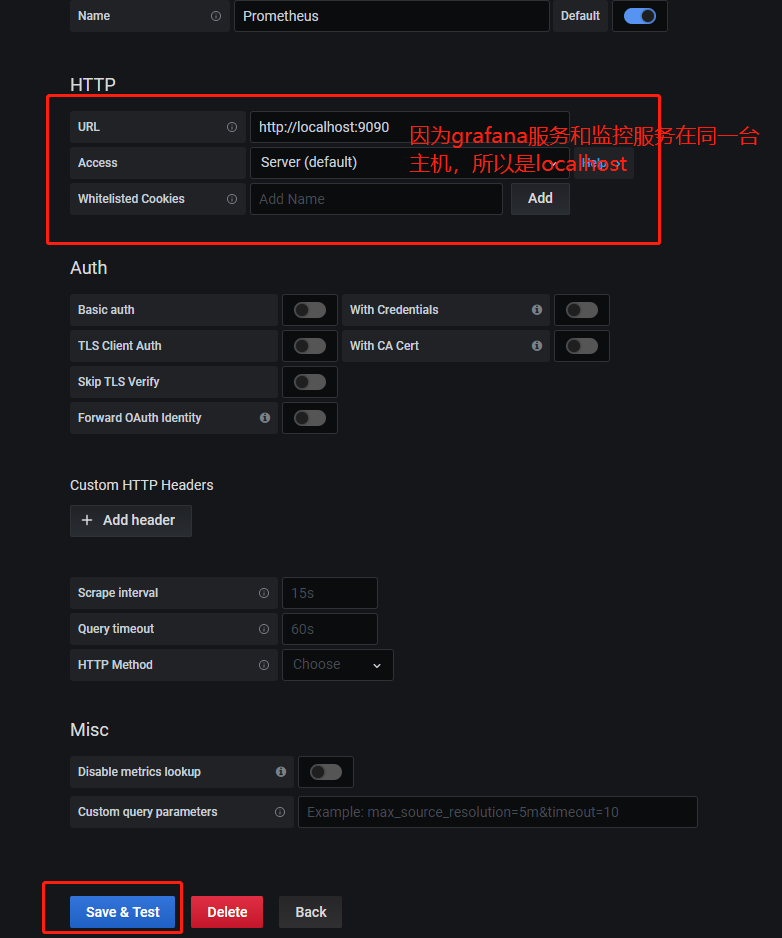 Name Prometheus Default
HTTP
URL http://localhost:9090
因为grafana服务和监控服务在同一台
主机，所以是localhost
Access Server (default) Help
Whitelisted Cookies Add Name Add
Auth
Basic auth With Credentials
TLS Client Auth With CA Cert
Skip TLS Verify
Forward OAuth Identity
Custom HTTP Headers
+ Add header
Scrape interval 15s
Query timeout 60s
HTTP Method Choose
Misc
Disable metrics lookup
Custom query parameters Example: max_source_resolution=5m&timeout=10
Save & Test Delete Back